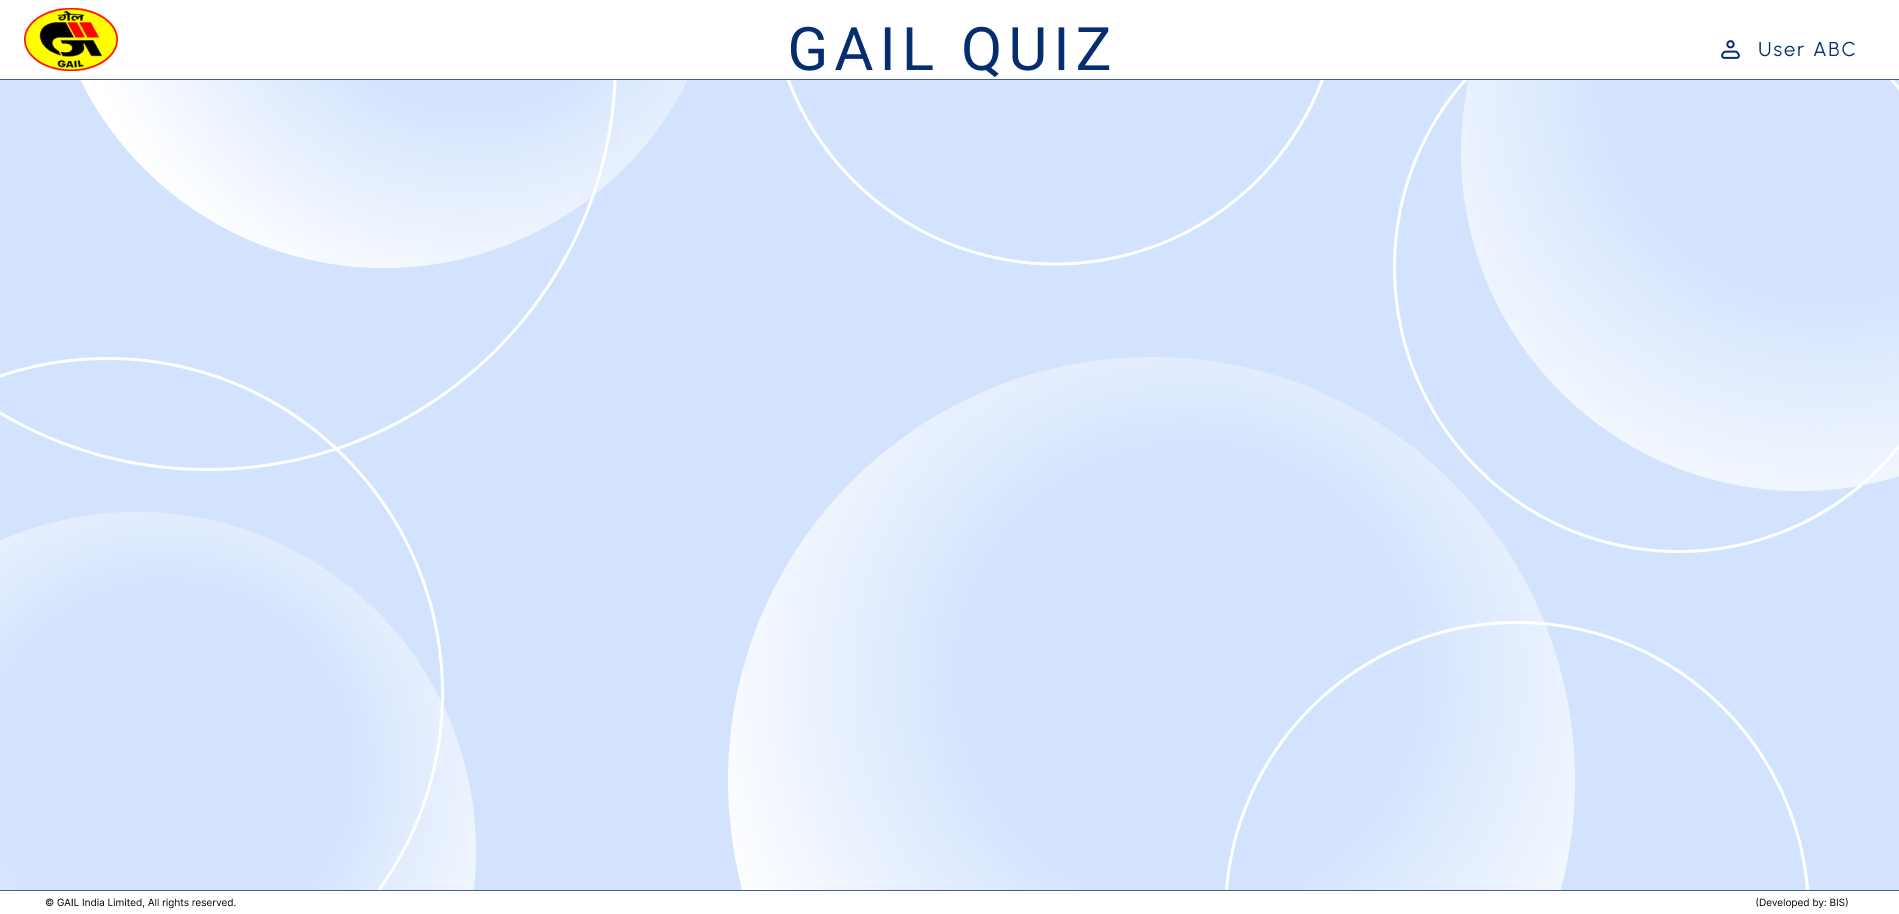 गेल
GAIL
GAIL QUIZ
User ABC
© GAIL India Limited, All rights reserved.
(Developed by: BIS)